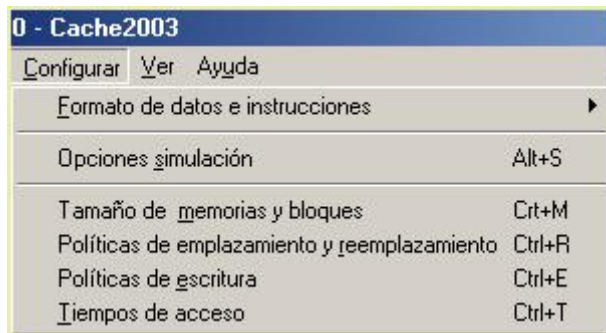 0 - Cache2003
Configurar Ver Ayuda
Formato de datos e instrucciones
Opciones simulación Alt+S
Tamaño de memorias y bloques Crt+M
Políticas de emplazamiento y reemplazamiento Ctrl+R
Políticas de escritura Ctrl+E
Tiempos de acceso Ctrl+T